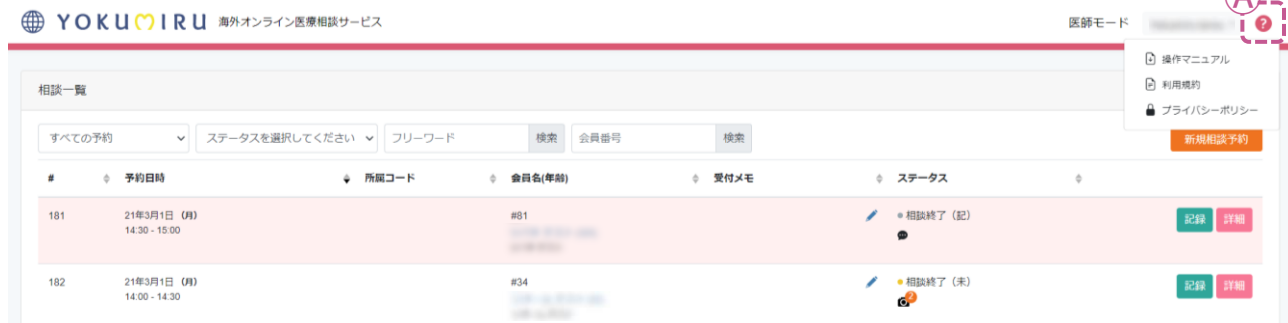 YOKUMIRU 海外オンライン医療相談サービス
医師モード
A
?
操作マニュアル
利用規約
プライバシーポリシー
相談一覧
すべての予約 ステータスを選択してください フリーワード 検索 会員番号 検索
新規相談予約
# 予約日時 所属コード 会員名(年齢) 受付メモ ステータス
181 21年3月1日（月） #81 相談終了（記） 記録 詳細
14:30 - 15:00
182 21年3月1日（月） #34 相談終了（未） 記録 詳細
14:00 - 14:30 2